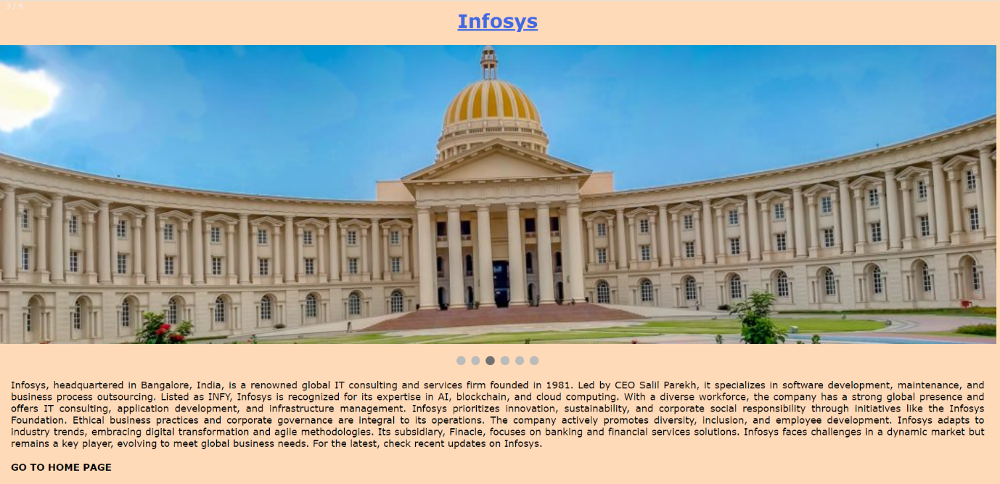 3 / 6
Infosys
Infosys, headquartered in Bangalore, India, is a renowned global IT consulting and services firm founded in 1981. Led by CEO Salil Parekh, it specializes in software development, maintenance, and
business process outsourcing. Listed as INFY, Infosys is recognized for its expertise in AI, blockchain, and cloud computing. With a diverse workforce, the company has a strong global presence and
offers IT consulting, application development, and infrastructure management. Infosys prioritizes innovation, sustainability, and corporate social responsibility through initiatives like the Infosys
Foundation. Ethical business practices and corporate governance are integral to its operations. The company actively promotes diversity, inclusion, and employee development. Infosys adapts to
industry trends, embracing digital transformation and agile methodologies. Its subsidiary, Finacle, focuses on banking and financial services solutions. Infosys faces challenges in a dynamic market but
remains a key player, evolving to meet global business needs. For the latest, check recent updates on Infosys.
GO TO HOME PAGE